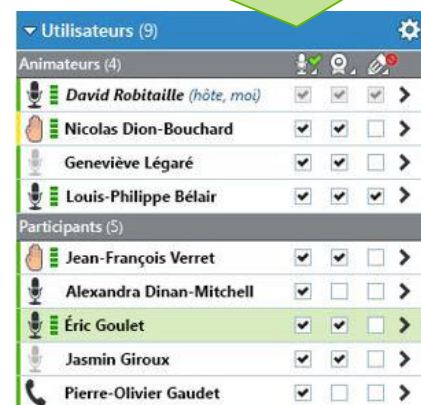 Utilisateurs (9)
Animateurs (4)
David Robitaille (hôte, moi)
Nicolas Dion-Bouchard
Geneviève Légaré
Louis-Philippe Bélair
Participants (5)
Jean-François Verret
Alexandra Dinan-Mitchell
Éric Goulet
Jasmin Giroux
Pierre-Olivier Gaudet